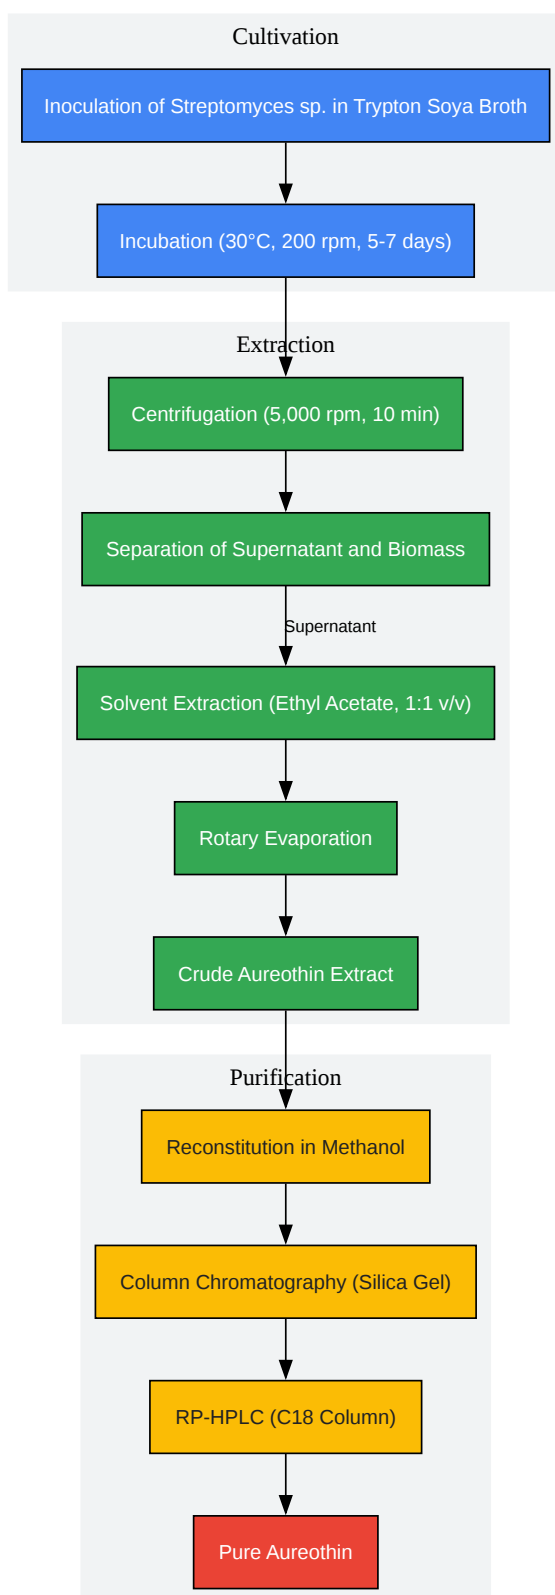 Cultivation
Inoculation of Streptomyces sp. in Trypton Soya Broth
Incubation (30°C, 200 rpm, 5-7 days)
Extraction
Centrifugation (5,000 rpm, 10 min)
Separation of Supernatant and Biomass
Supernatant
Solvent Extraction (Ethyl Acetate, 1:1 v/v)
Rotary Evaporation
Crude Aureothin Extract
Purification
Reconstitution in Methanol
Column Chromatography (Silica Gel)
RP-HPLC (C18 Column)
Pure Aureothin